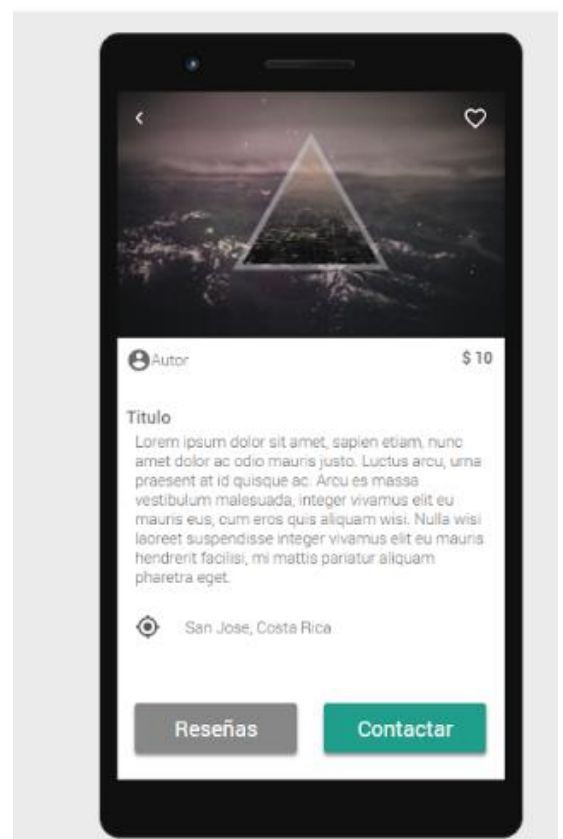 Autor
$ 10
Titulo
Lorem ipsum dolor sit amet, sapien etiam, nunc
amet dolor ac odio mauris justo. Luctus arcu, urna
praesent at id quisque ac. Arcu es massa
vestibulum malesuada, integer vivamus elit eu
mauris eus, cum eros quis aliquam wisi. Nulla wisi
laoreet suspendisse integer vivamus elit eu mauris
hendrerit facilisi, mi mattis pariatur aliquam
pharetra eget.
San Jose, Costa Rica
Reseñas
Contactar